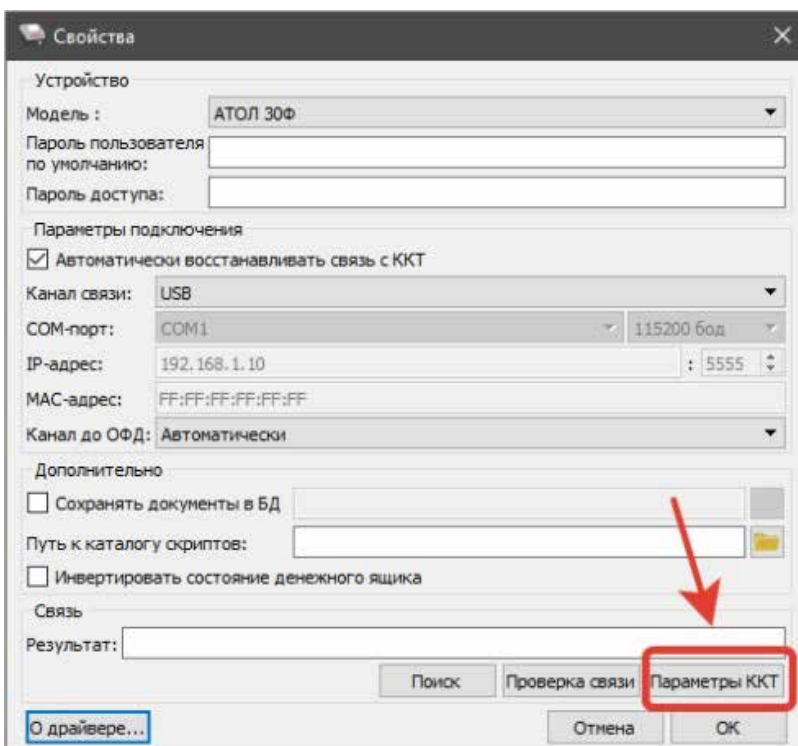 Свойства
Устройство
Модель : АТОЛ 30Ф
Пароль пользователя
по умолчанию:
Пароль доступа:
Параметры подключения
Автоматически восстанавливать связь с ККТ
Канал связи: USB
COM-порт: COM1 115200 бод
IP-адрес: 192.168.1.10 : 5555
MAC-адрес: FF:FF:FF:FF:FF:FF
Канал до ОФД: Автоматически
Дополнительно
Сохранять документы в БД
Путь к каталогу скриптов:
Инвертировать состояние денежного ящика
Связь
Результат:
Поиск Проверка связи Параметры ККТ
О драйвере... Отмена ОК